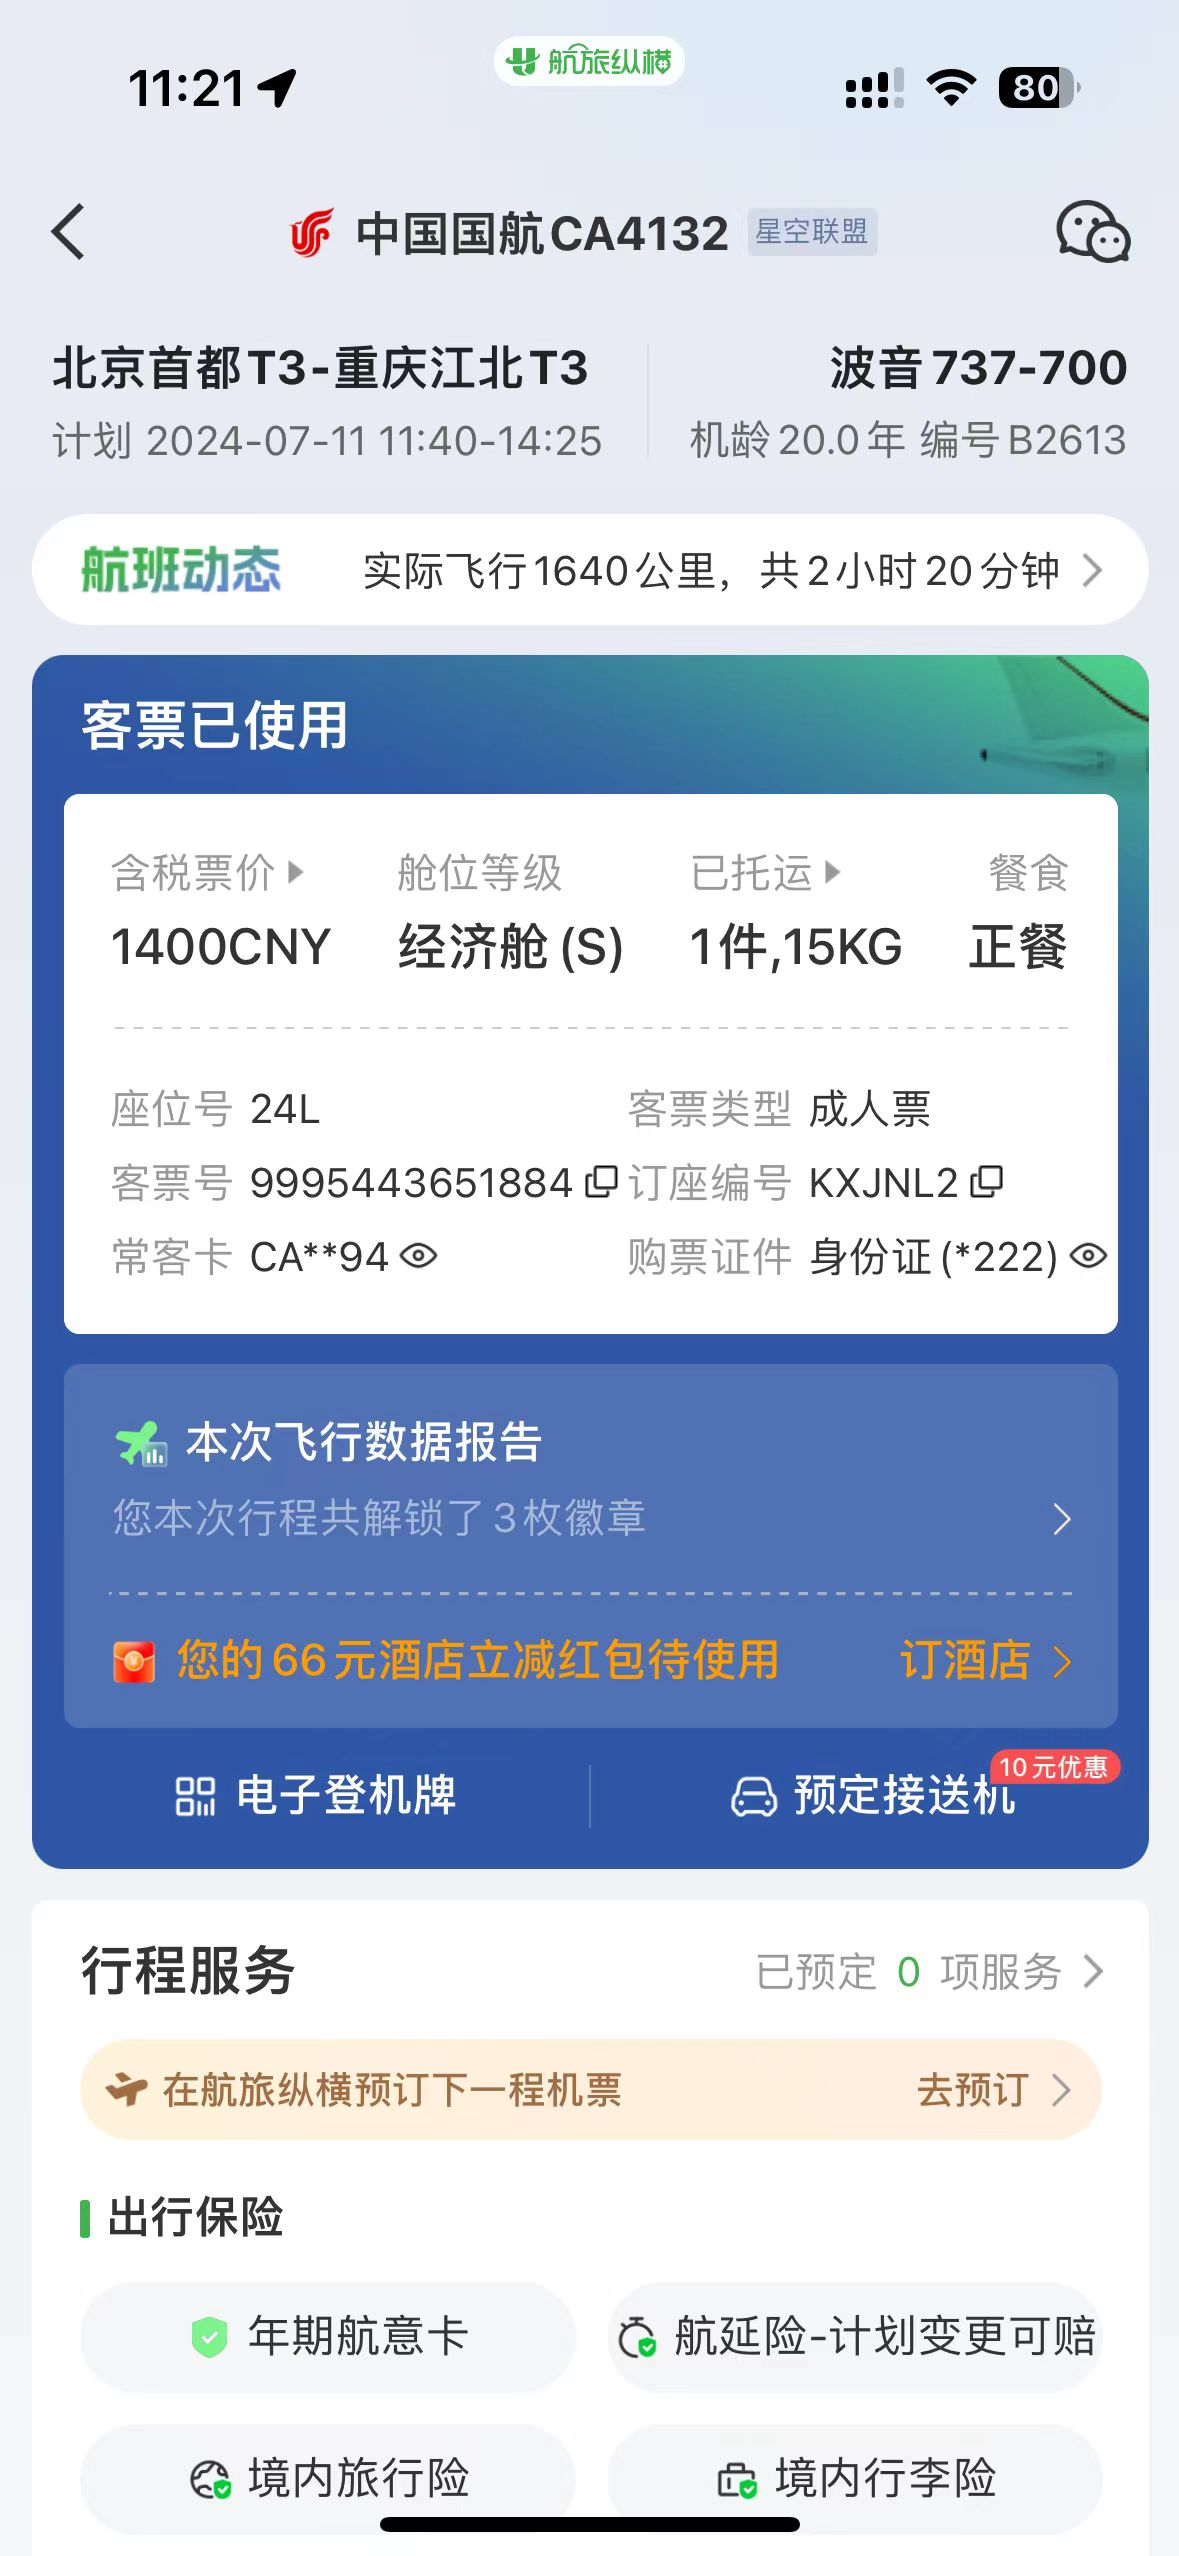 11:21
航旅纵横
80
中国国航CA4132 星空联盟
北京首都T3-重庆江北T3
波音737-700
计划 2024-07-11 11:40-14:25
机龄20.0年 编号B2613
航班动态 实际飞行1640公里，共2小时20分钟
客票已使用
含税票价 舱位等级 已托运 餐食
1400CNY 经济舱(S) 1件,15KG 正餐
座位号 24L 客票类型 成人票
客票号 9995443651884 订座编号 KXJNL2
常客卡 CA**94 购票证件 身份证(*222)
本次飞行数据报告
您本次行程共解锁了3枚徽章
您的66元酒店立减红包待使用 订酒店
10元优惠
电子登机牌 预定接送机
行程服务 已预定 0 项服务
在航旅纵横预订下一程机票 去预订
出行保险
年期航意卡 航延险-计划变更可赔
境内旅行险 境内行李险